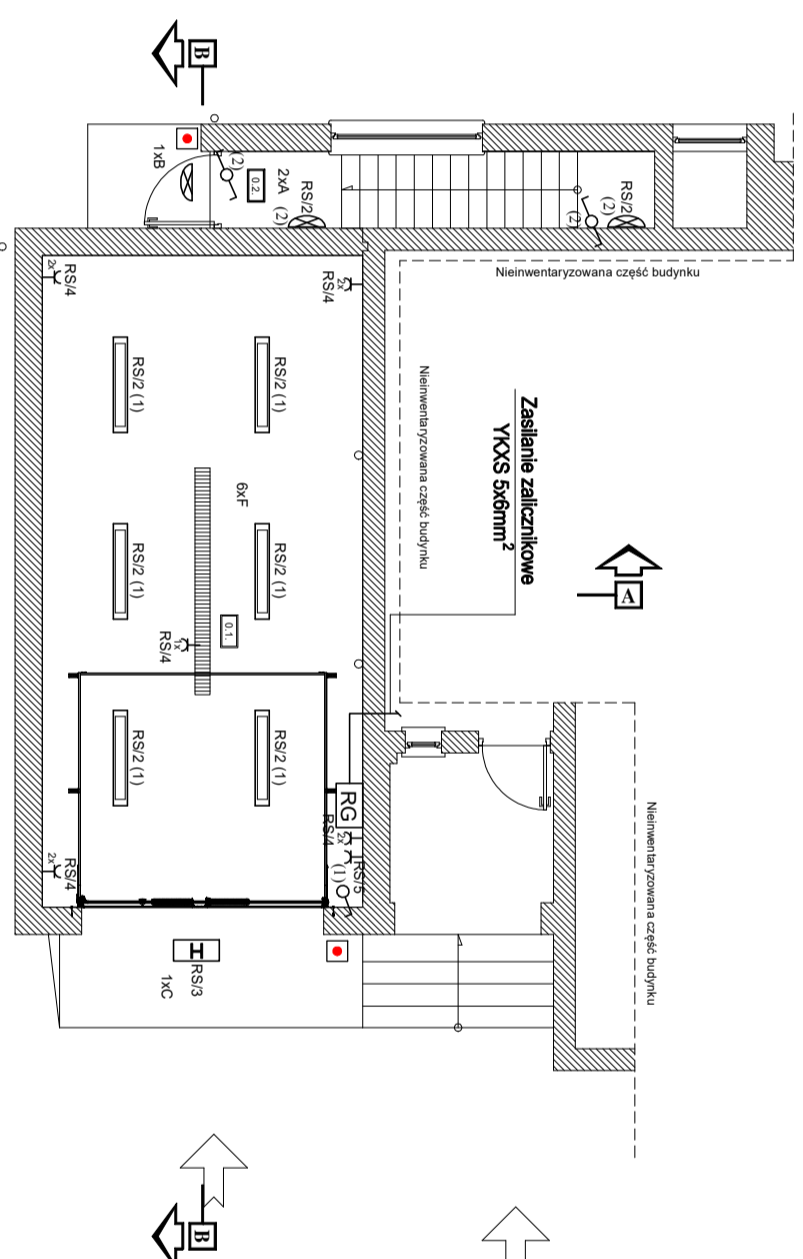 B
1xB
(2)
0.2.
2xA
RS/2
(2)
RS/2
(2)
(2)
Nieinwentaryzowana część budynku
2x
RS/4
2x
RS/4
RS/2 (1)
RS/2 (1)
Nieinwentaryzowana część budynku
Zasilanie zalicznikowe
YKXS 5x6mm²
A
6xF
RS/2 (1)
RS/2 (1)
0.1.
1x
RS/4
RS/2 (1)
RS/2 (1)
RG
RS/4
2x
RS/5
(1)
2x
RS/4
Nieinwentaryzowana część budynku
RS/3
1xC
B